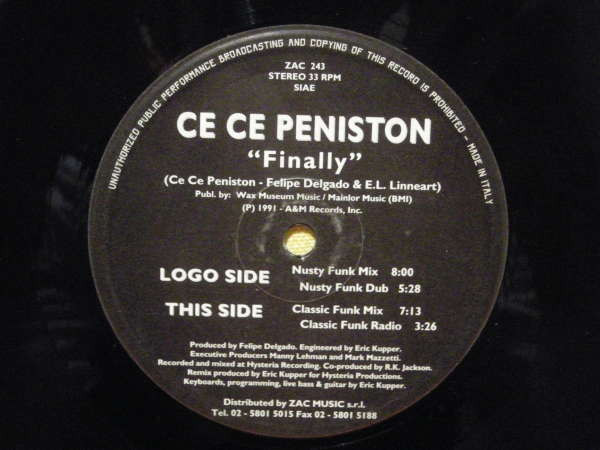 UNAUTHORIZED PUBLIC PERFORMANCE BROADCASTING AND COPYING OF THIS RECORD IS PROHIBITED - MADE IN ITALY
ZAC 243
STEREO 33 RPM
SIAE
CE CE PENISTON
“Finally”
(Ce Ce Peniston - Felipe Delgado & E.L. Linneart)
Publ. by: Wax Museum Music / Mainlor Music (BMI)
(P) 1991 - A&M Records, Inc.
LOGO SIDE Nusty Funk Mix 8:00
Nusty Funk Dub 5:28
THIS SIDE Classic Funk Mix 7:13
Classic Funk Radio 3:26
Produced by Felipe Delgado. Engineered by Eric Kupper.
Executive Producers Manny Lehman and Mark Mazzetti.
Recorded and mixed at Hysteria Recording. Co-produced by R.K. Jackson.
Remix produced by Eric Kupper for Hysteria Productions.
Keyboards, programming, live bass & guitar by Eric Kupper.
Distributed by ZAC MUSIC s.r.l.
Tel. 02 - 5801 5015 Fax 02 - 5801 5188